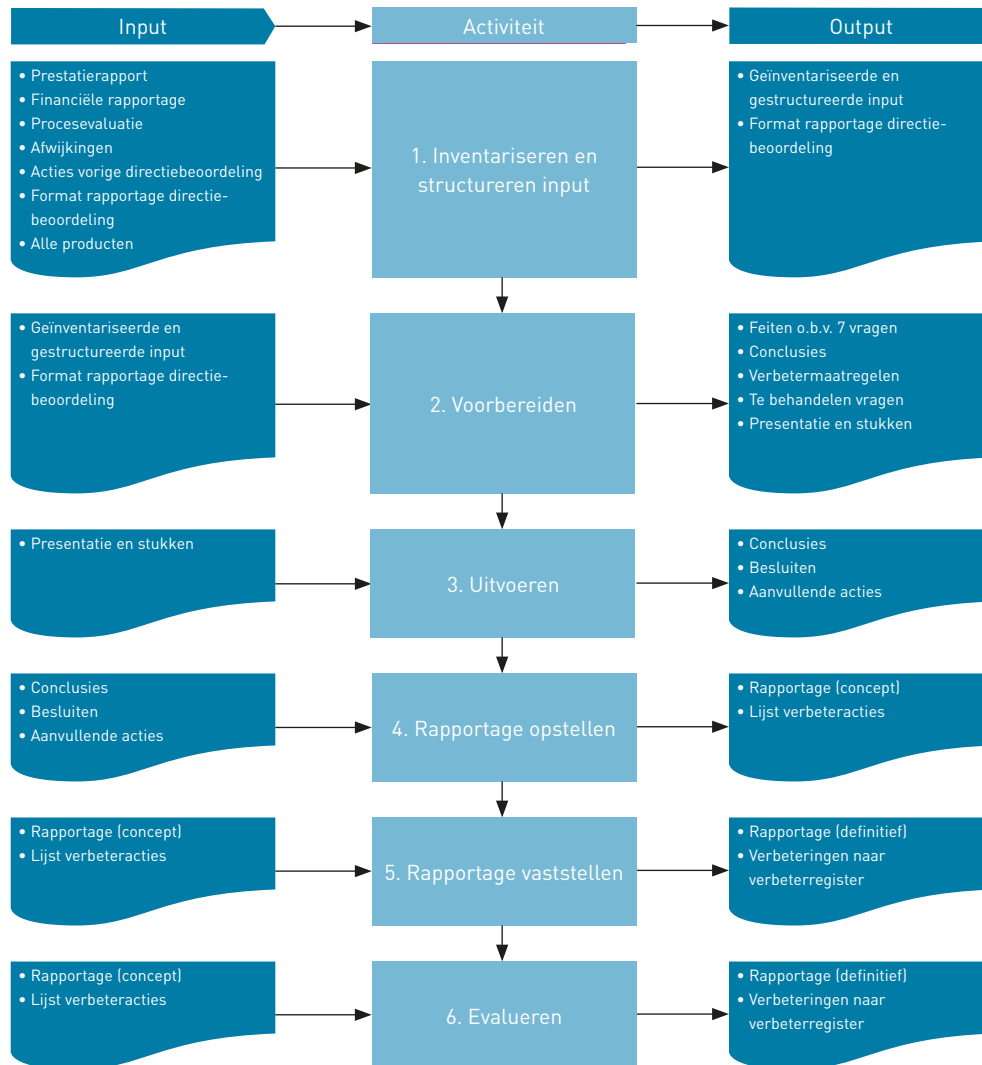 Input
Activiteit
Output
• Prestatierapport
• Financiële rapportage
• Procesevaluatie
• Afwijkingen
• Acties vorige directiebeoordeling
• Format rapportage directie-
beoordeling
• Alle producten
1. Inventariseren en
structureren input
• Geïnventariseerde en
gestructureerde input
• Format rapportage directie-
beoordeling
• Geïnventariseerde en
gestructureerde input
• Format rapportage directie-
beoordeling
2. Voorbereiden
• Feiten o.b.v. 7 vragen
• Conclusies
• Verbetermaatregelen
• Te behandelen vragen
• Presentatie en stukken
• Presentatie en stukken
3. Uitvoeren
• Conclusies
• Besluiten
• Aanvullende acties
• Conclusies
• Besluiten
• Aanvullende acties
4. Rapportage opstellen
• Rapportage (concept)
• Lijst verbeteracties
• Rapportage (concept)
• Lijst verbeteracties
5. Rapportage vaststellen
• Rapportage (definitief)
• Verbeteringen naar
verbeterregister
• Rapportage (concept)
• Lijst verbeteracties
6. Evalueren
• Rapportage (definitief)
• Verbeteringen naar
verbeterregister